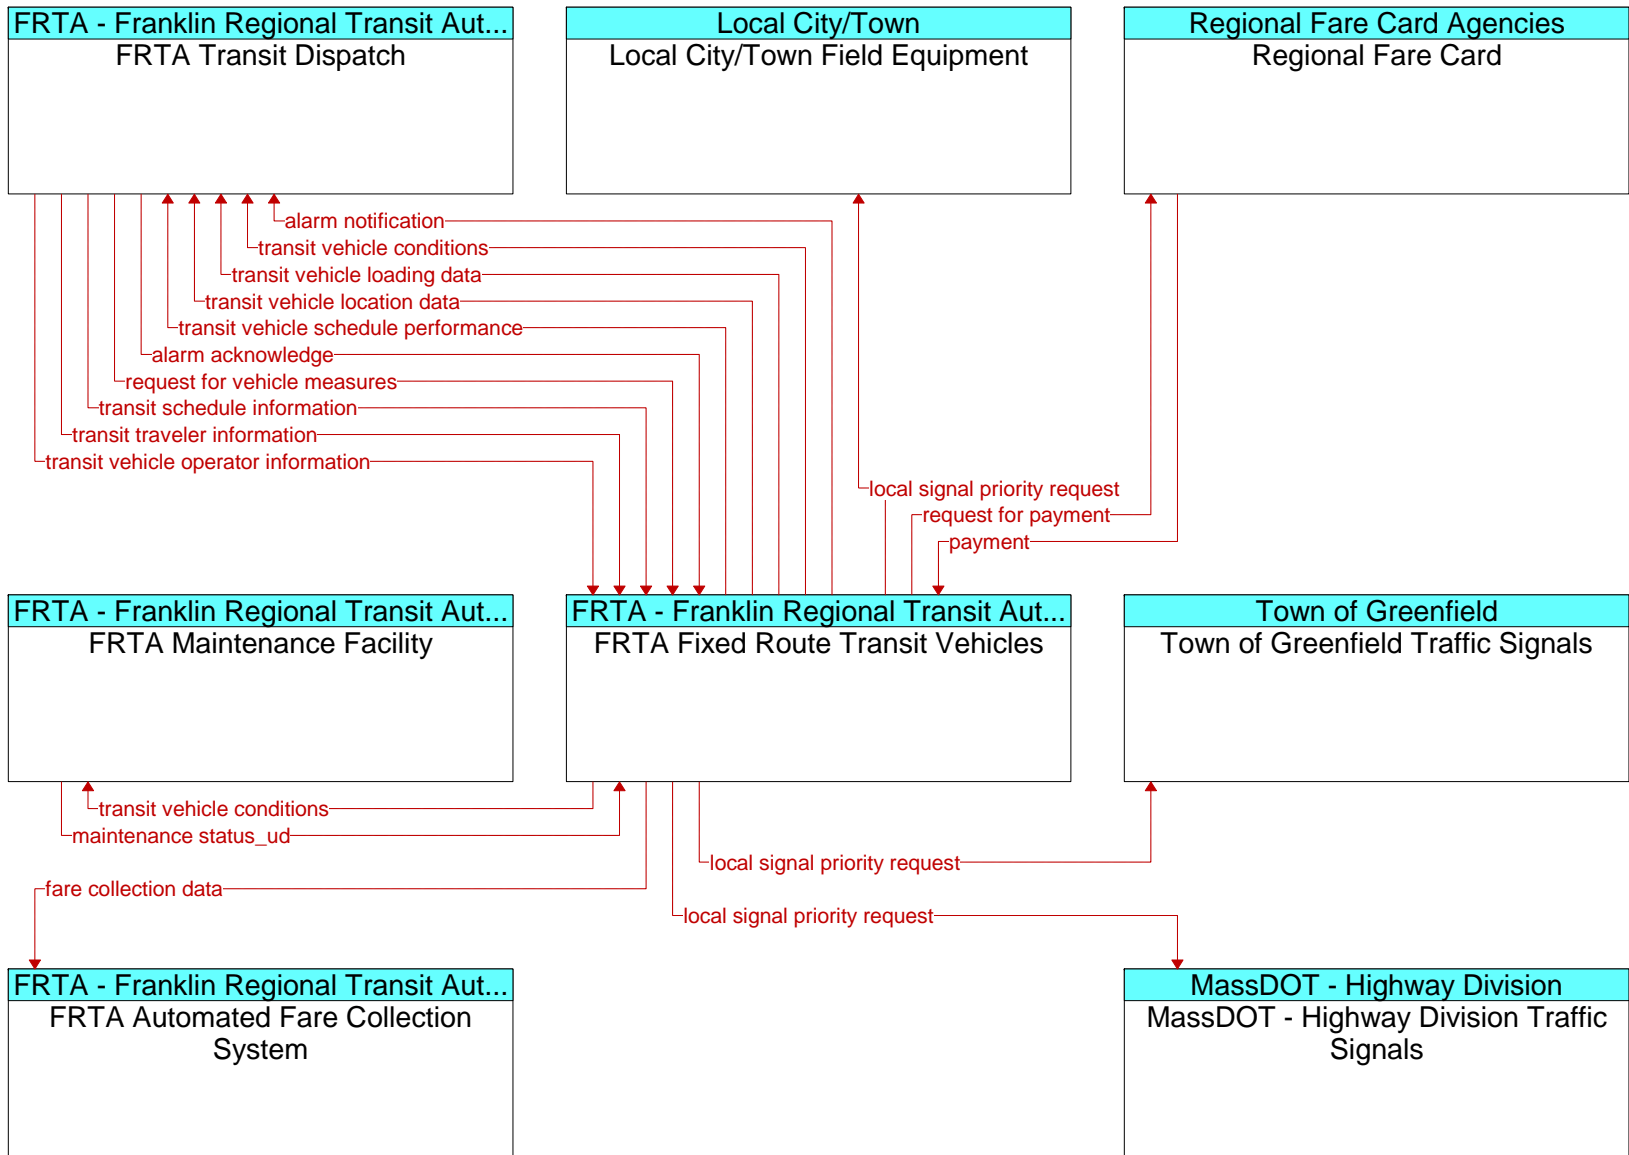 FRTA - Franklin Regional Transit Aut...
FRTA Transit Dispatch
Local City/Town
Local City/Town Field Equipment
Regional Fare Card Agencies
Regional Fare Card
alarm notification
transit vehicle conditions
transit vehicle loading data
transit vehicle location data
transit vehicle schedule performance
alarm acknowledge
request for vehicle measures
transit schedule information
transit traveler information
transit vehicle operator information
local signal priority request
request for payment
payment
FRTA - Franklin Regional Transit Aut...
FRTA Maintenance Facility
FRTA - Franklin Regional Transit Aut...
FRTA Fixed Route Transit Vehicles
Town of Greenfield
Town of Greenfield Traffic Signals
transit vehicle conditions
maintenance status_ud
local signal priority request
fare collection data
local signal priority request
FRTA - Franklin Regional Transit Aut...
FRTA Automated Fare Collection
System
MassDOT - Highway Division
MassDOT - Highway Division Traffic
Signals